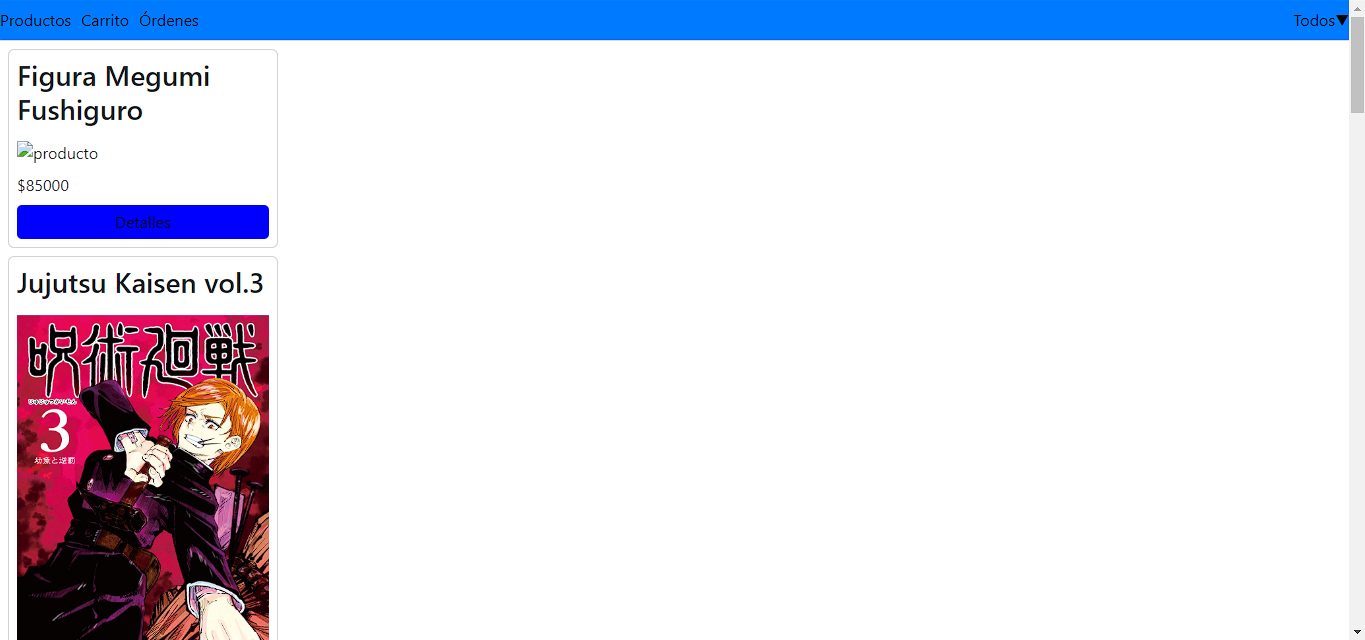 Productos Carrito Órdenes Todos▼
Figura Megumi
Fushiguro
producto
$85000
Detalles
Jujutsu Kaisen vol.3
呪術廻戦
じゅじゅつかいせん
3
幼魚と逆罰